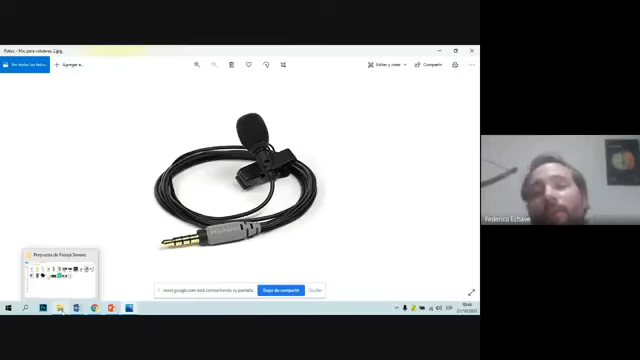 Fotos - Mic para celulares 2.jpg
Ver todas las fotos
Agregar a...
Editar y crear
Compartir
Federico Echave
Propuesta de Paisaje Sonoro
meet.google.com está compartiendo tu pantalla.
Dejar de compartir
Ocultar
ESP